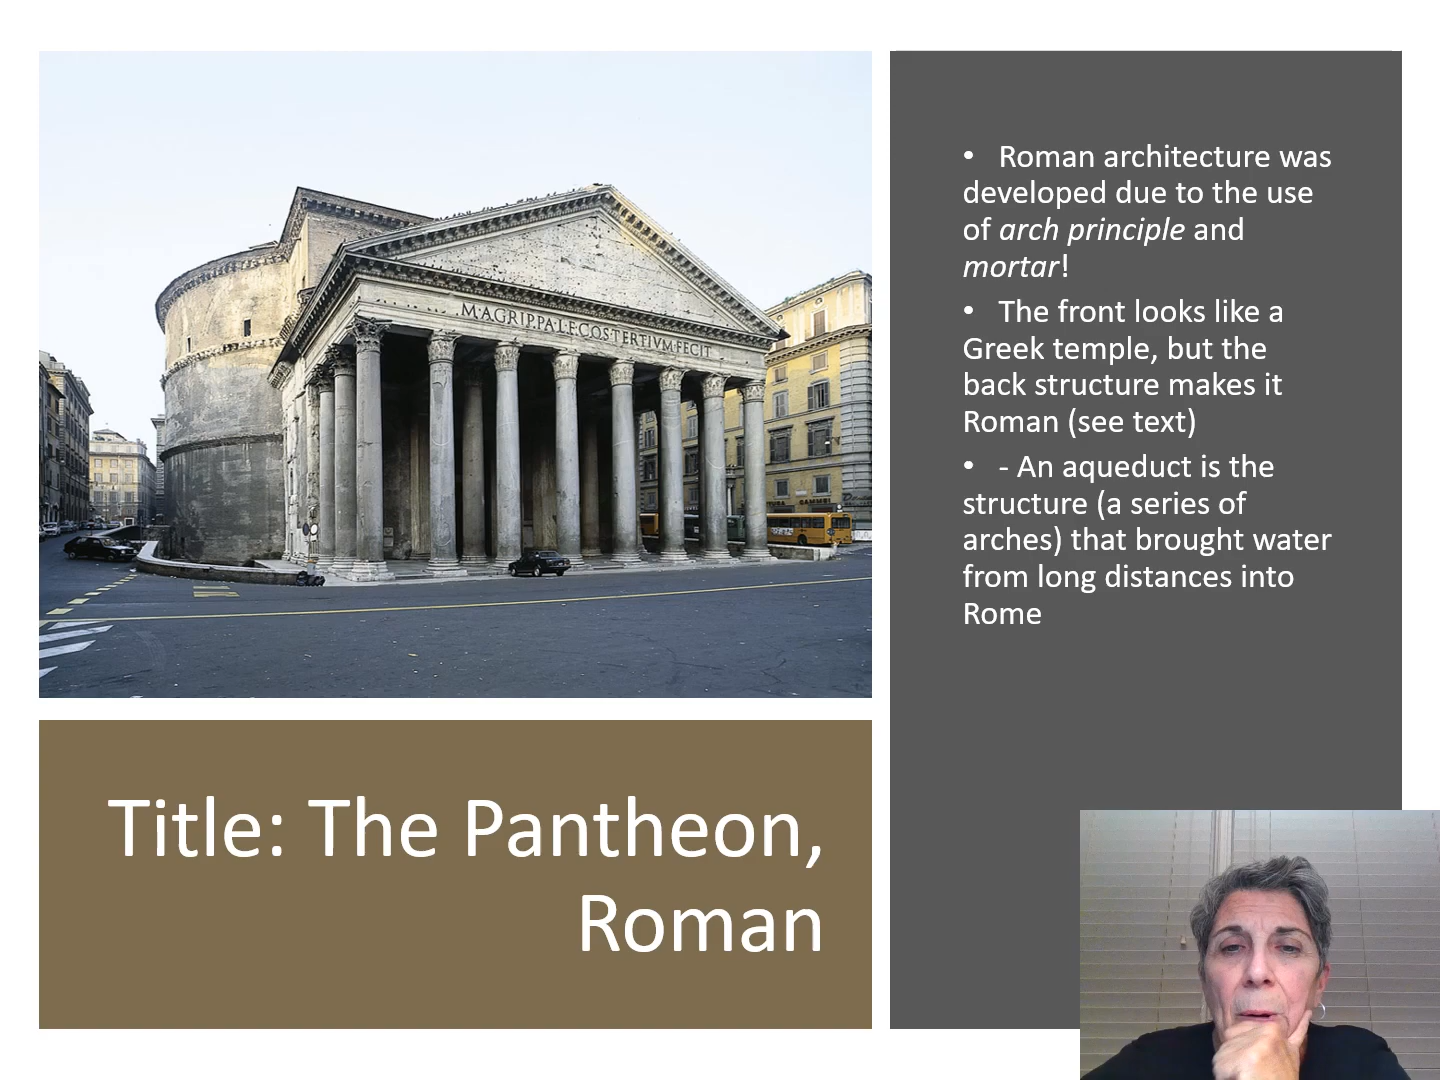 M·AGRIPPA·L·F·COS·TERTIVM·FECIT
• Roman architecture was
developed due to the use
of arch principle and
mortar!
• The front looks like a
Greek temple, but the
back structure makes it
Roman (see text)
• - An aqueduct is the
structure (a series of
arches) that brought water
from long distances into
Rome
Title: The Pantheon,
Roman